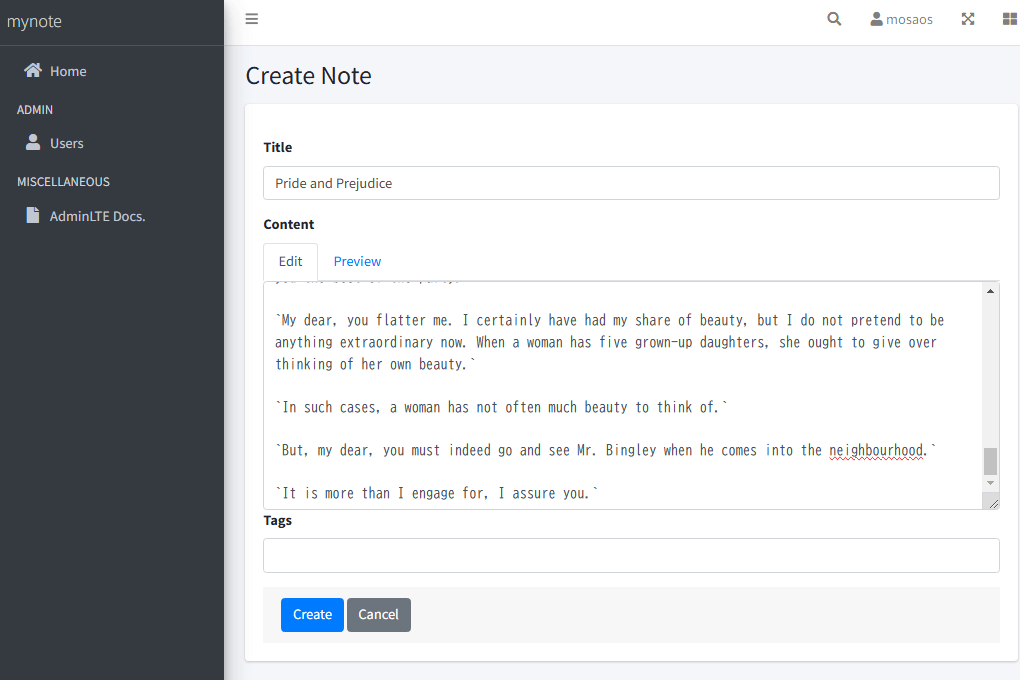 mynote
mosaos
Home
ADMIN
Users
MISCELLANEOUS
AdminLTE Docs.
Create Note
Title
Pride and Prejudice
Content
Edit
Preview
`My dear, you flatter me. I certainly have had my share of beauty, but I do not pretend to be
anything extraordinary now. When a woman has five grown-up daughters, she ought to give over
thinking of her own beauty.`
`In such cases, a woman has not often much beauty to think of.`
`But, my dear, you must indeed go and see Mr. Bingley when he comes into the neighbourhood.`
`It is more than I engage for, I assure you.`
Tags
Create
Cancel